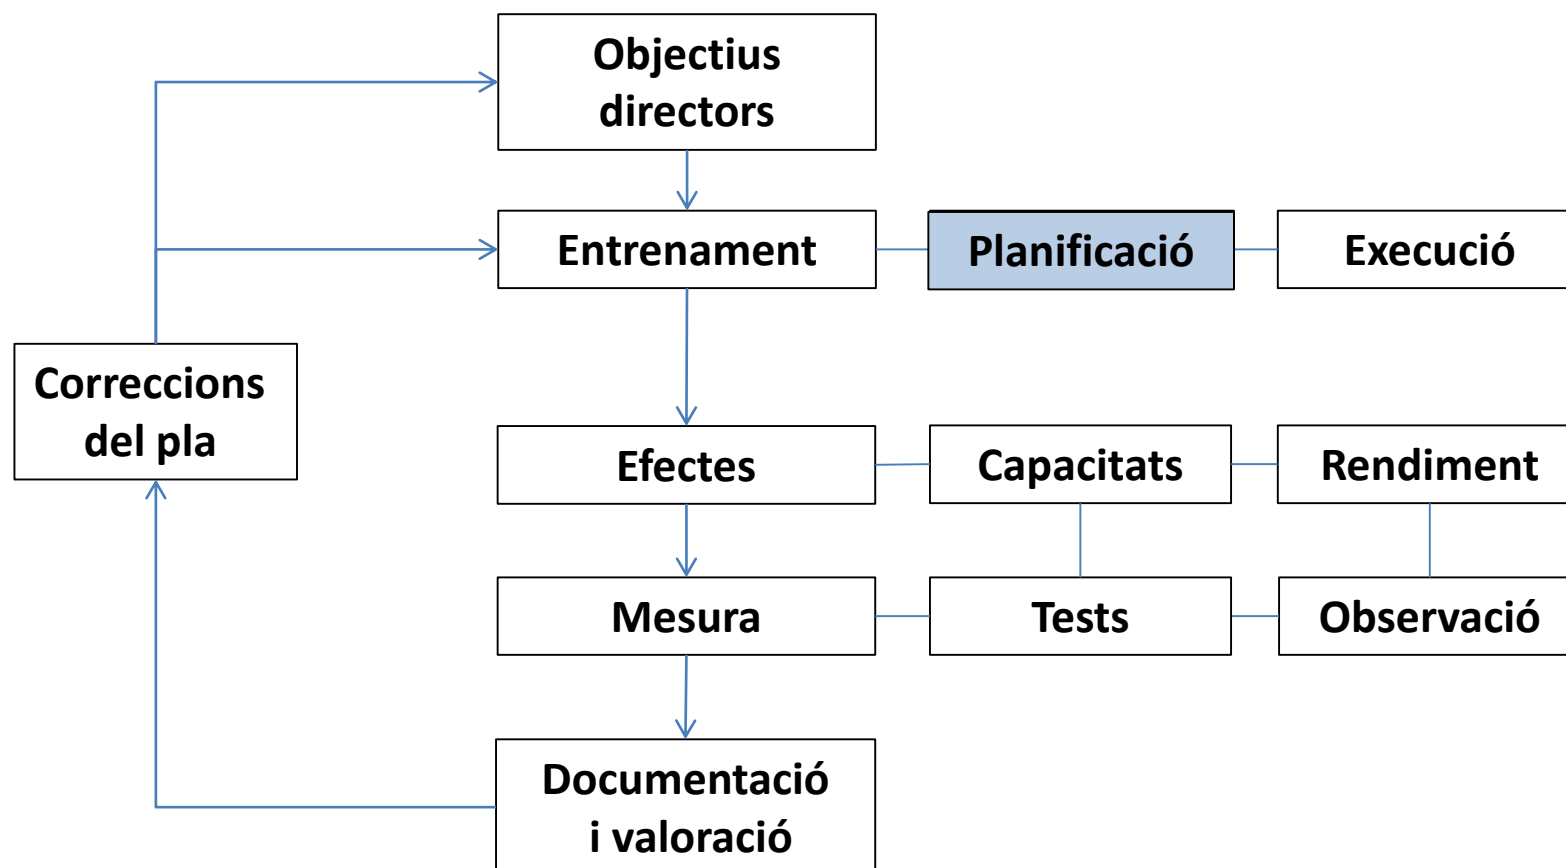 Objectius
directors
Entrenament
Planificació
Execució
Correccions
del pla
Efectes
Capacitats
Rendiment
Mesura
Tests
Observació
Documentació
i valoració